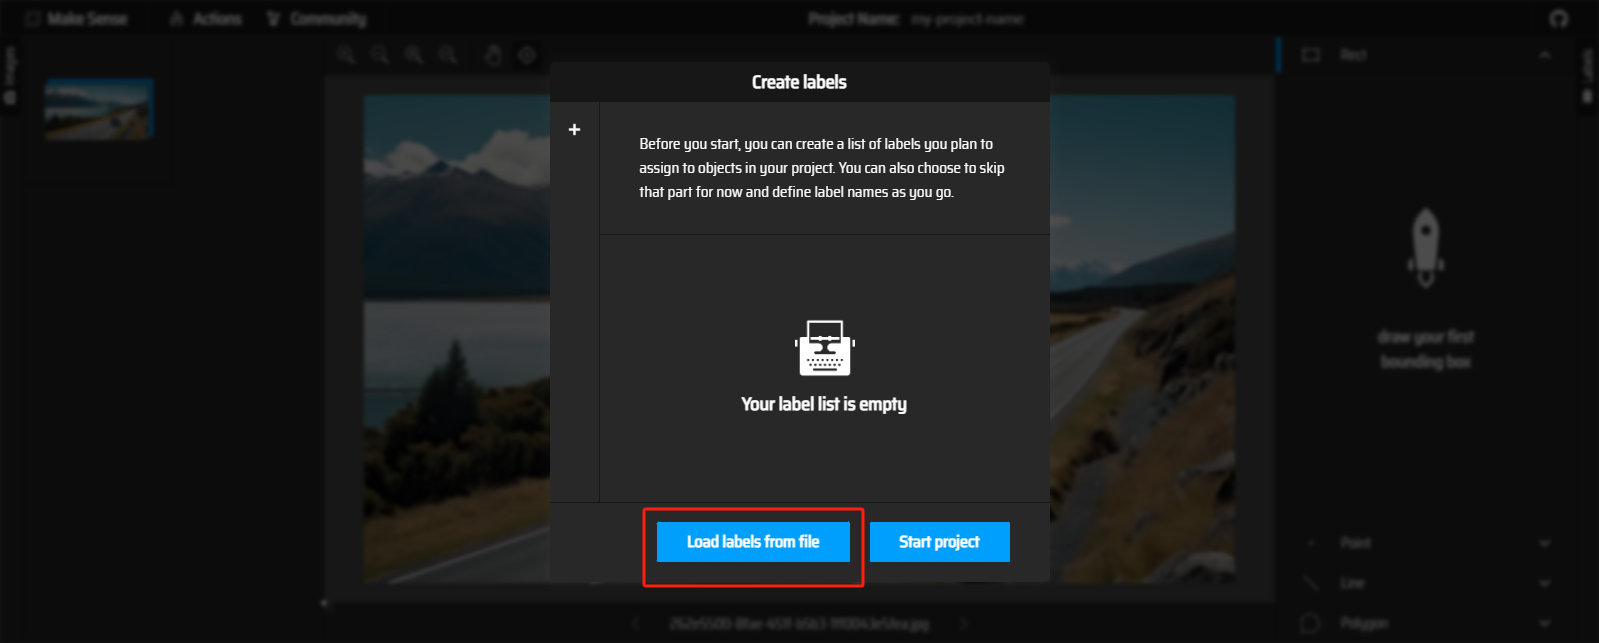 Make Sense
Actions
Community
Project Name: my-project-name
Images
Create labels
Rect
Labels
+
Before you start, you can create a list of labels you plan to
assign to objects in your project. You can also choose to skip
that part for now and define label names as you go.
draw your first
bounding box
Your label list is empty
Load labels from file
Start project
Point
Line
Polygon